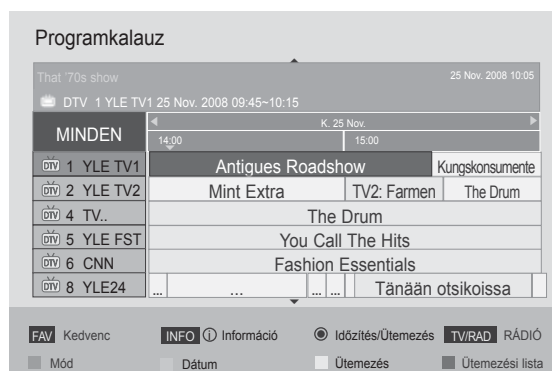 Programkalauz
That '70s show
25 Nov. 2008 10:05
DTV 1 YLE TV1 25 Nov. 2008 09:45~10:15
MINDEN
K. 25 Nov.
14:00 15:00
DTV 1 YLE TV1 Antigues Roadshow Kungskonsumente
DTV 2 YLE TV2 Mint Extra TV2: Farmen The Drum
DTV 4 TV.. The Drum
DTV 5 YLE FST You Call The Hits
DTV 6 CNN Fashion Essentials
DTV 8 YLE24 ... ... ... ... Tänään otsikoissa
FAV Kedvenc INFO i Információ Időzítés/Ütemezés TV/RAD RÁDIÓ
Mód Dátum Ütemezés Ütemezési lista